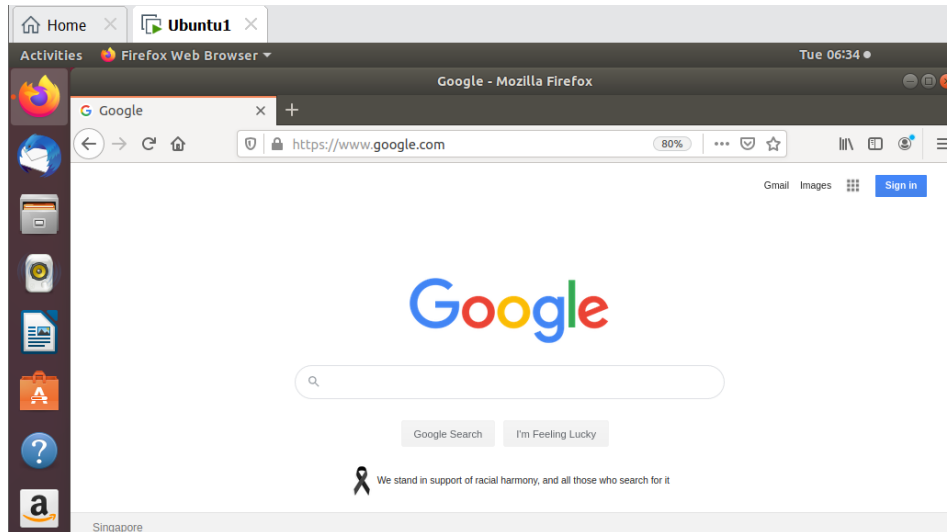 Home
Ubuntu1
Activities Firefox Web Browser Tue 06:34
Google - Mozilla Firefox
Google
https://www.google.com 80%
Gmail Images Sign in
Google
Google Search I'm Feeling Lucky
We stand in support of racial harmony, and all those who search for it
Singapore